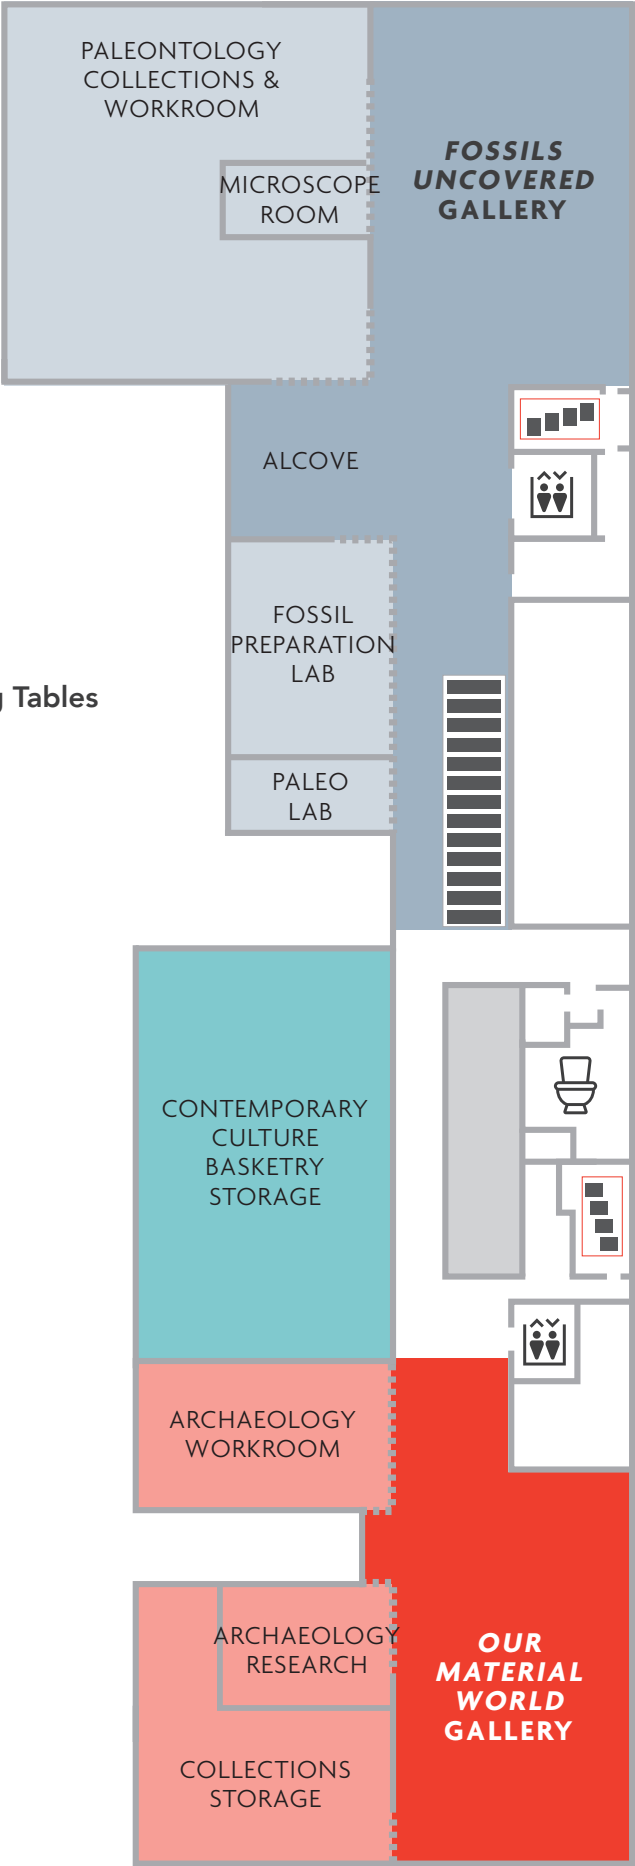 PALEONTOLOGY
COLLECTIONS &
WORKROOM
FOSSILS
UNCOVERED
GALLERY
MICROSCOPE
ROOM
ALCOVE
FOSSIL
PREPARATION
LAB
Tables
PALEO
LAB
CONTEMPORARY
CULTURE
BASKETRY
STORAGE
ARCHAEOLOGY
WORKROOM
ARCHAEOLOGY
RESEARCH
OUR
MATERIAL
WORLD
GALLERY
COLLECTIONS
STORAGE